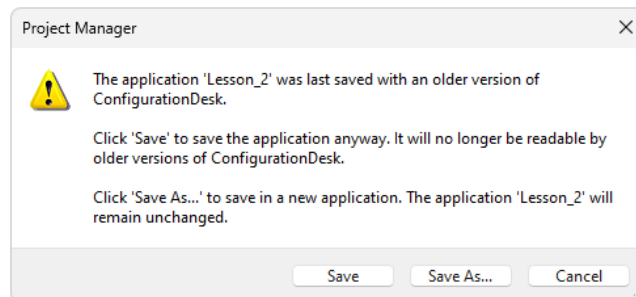 Project Manager
The application 'Lesson_2' was last saved with an older version of
ConfigurationDesk.
Click 'Save' to save the application anyway. It will no longer be readable by
older versions of ConfigurationDesk.
Click 'Save As...' to save in a new application. The application 'Lesson_2' will
remain unchanged.
Save Save As... Cancel